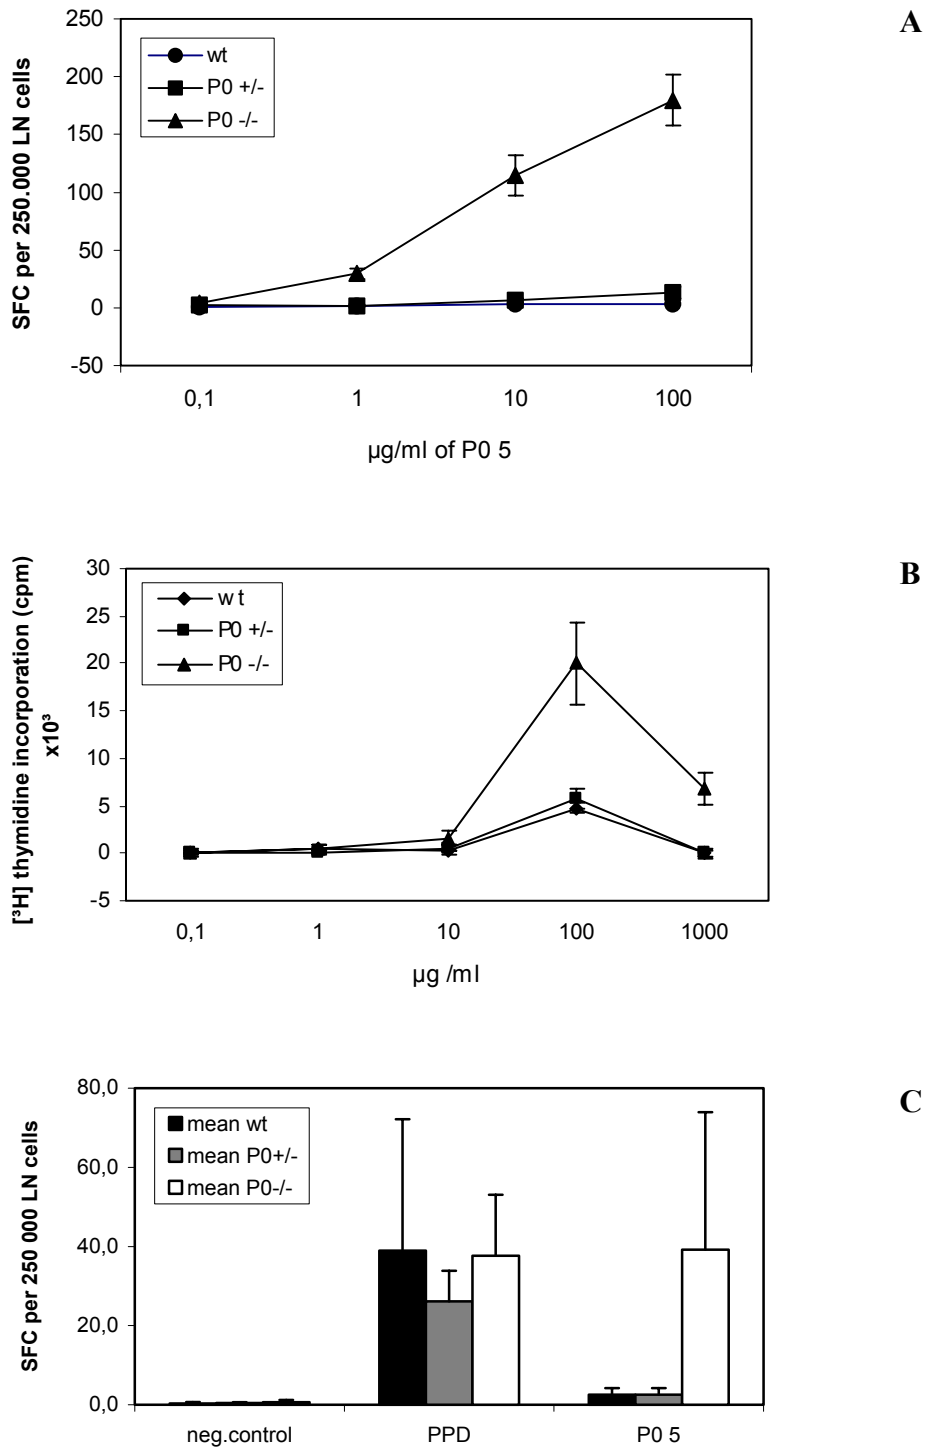 A
SFC per 250.000 LN cells
250
200
150
100
50
0
-50
wt
P0 +/-
P0 -/-
0,1 1 10 100
µg/ml of P0 5
B
[³H] thymidine incorporation (cpm)
x10³
30
25
20
15
10
5
0
-5
w t
P0 +/-
P0 -/-
0,1 1 10 100 1000
µg /ml
C
SFC per 250 000 LN cells
80,0
60,0
40,0
20,0
0,0
mean wt
mean P0+/-
mean P0-/-
neg.control PPD P0 5